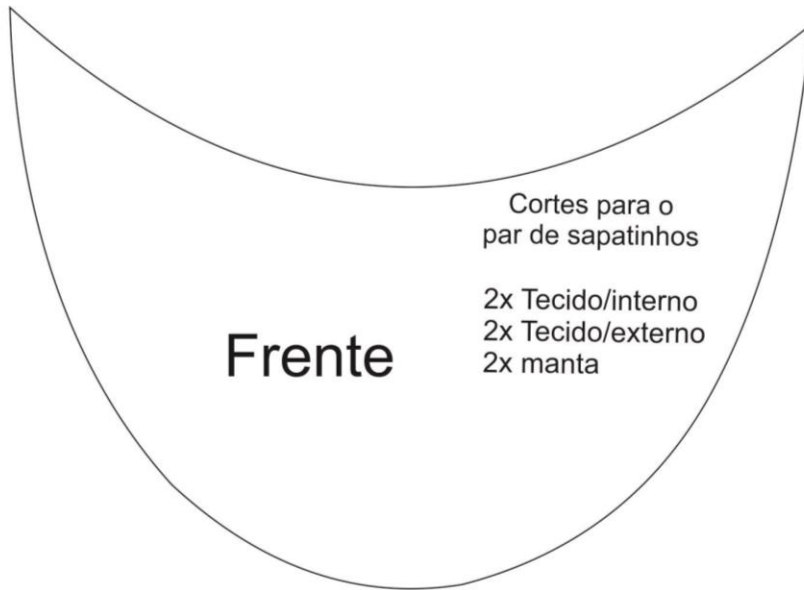 Cortes para o
par de sapatinhos
2x Tecido/interno
2x Tecido/externo
2x manta
Frente